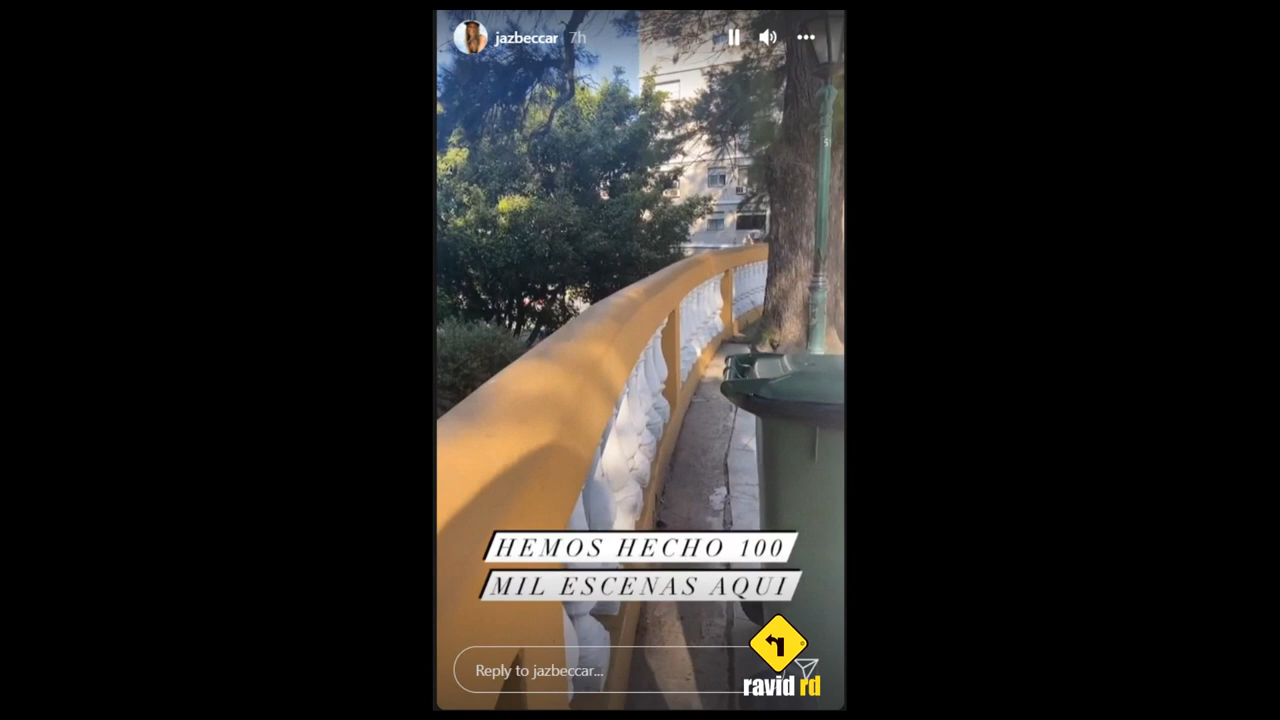 jazbeccar 7h
HEMOS HECHO 100
MIL ESCENAS AQUI
Reply to jazbeccar...
ravid rd